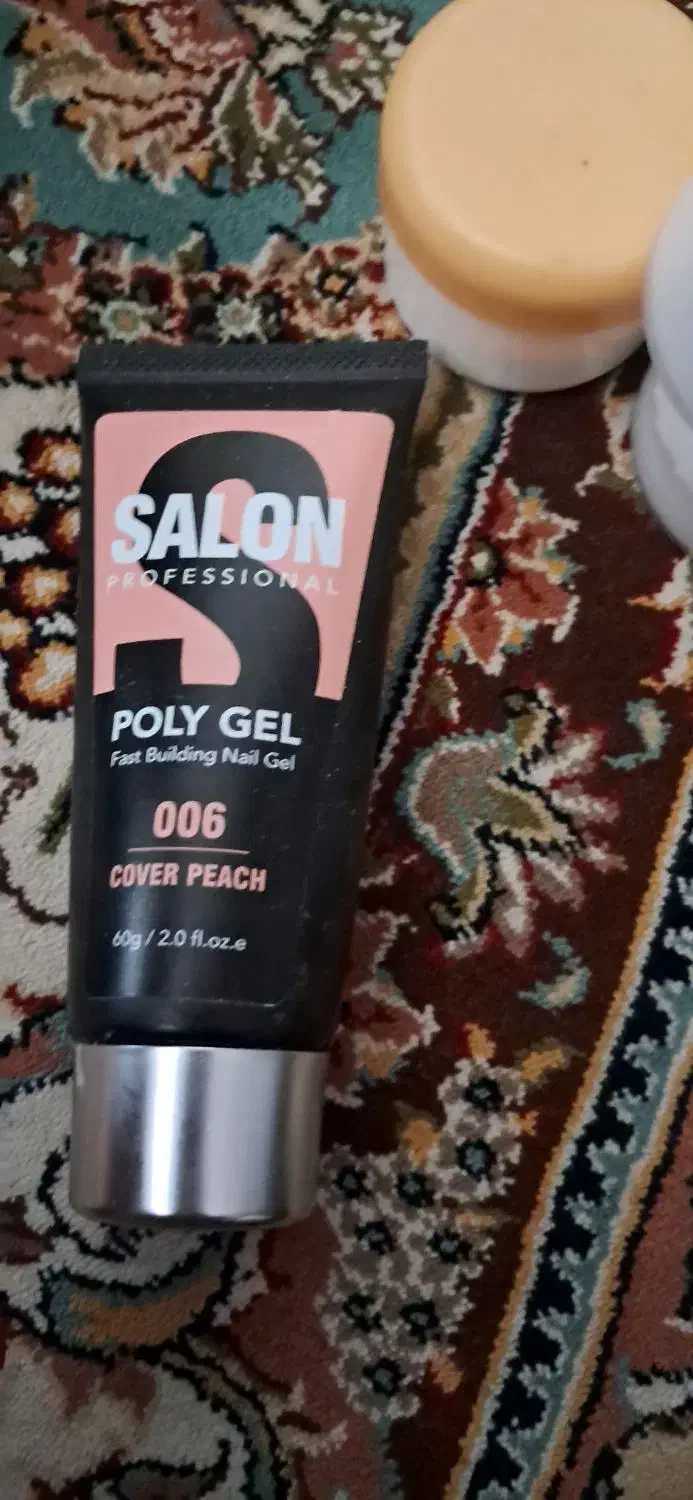 S
SALON
PROFESSIONAL
POLY GEL
Fast Building Nail Gel
006
COVER PEACH
60g / 2.0 fl.oz.e